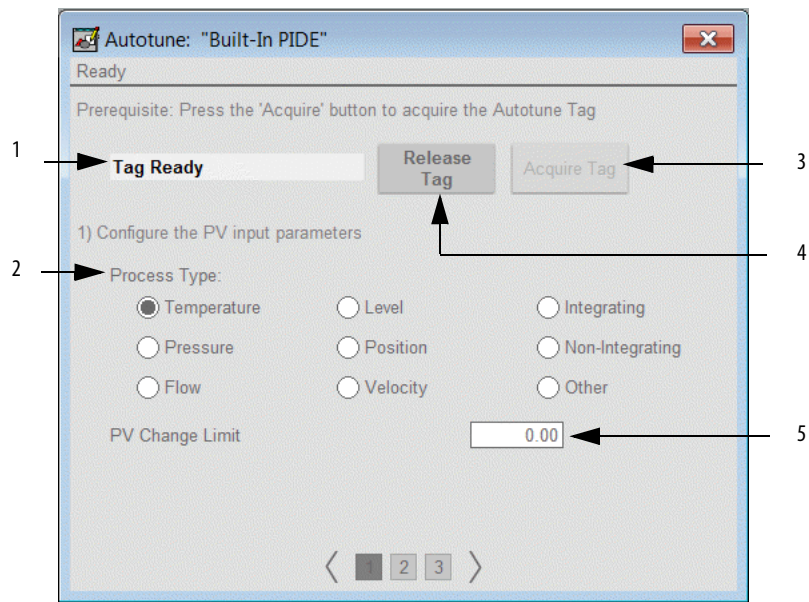 Autotune: "Built-In PIDE"
Ready
Prerequisite: Press the 'Acquire' button to acquire the Autotune Tag
1
Tag Ready
Release
Tag
Acquire Tag
3
4
1) Configure the PV input parameters
2
Process Type:
Temperature
Level
Integrating
Pressure
Position
Non-Integrating
Flow
Velocity
Other
PV Change Limit
0.00
5
1
2
3